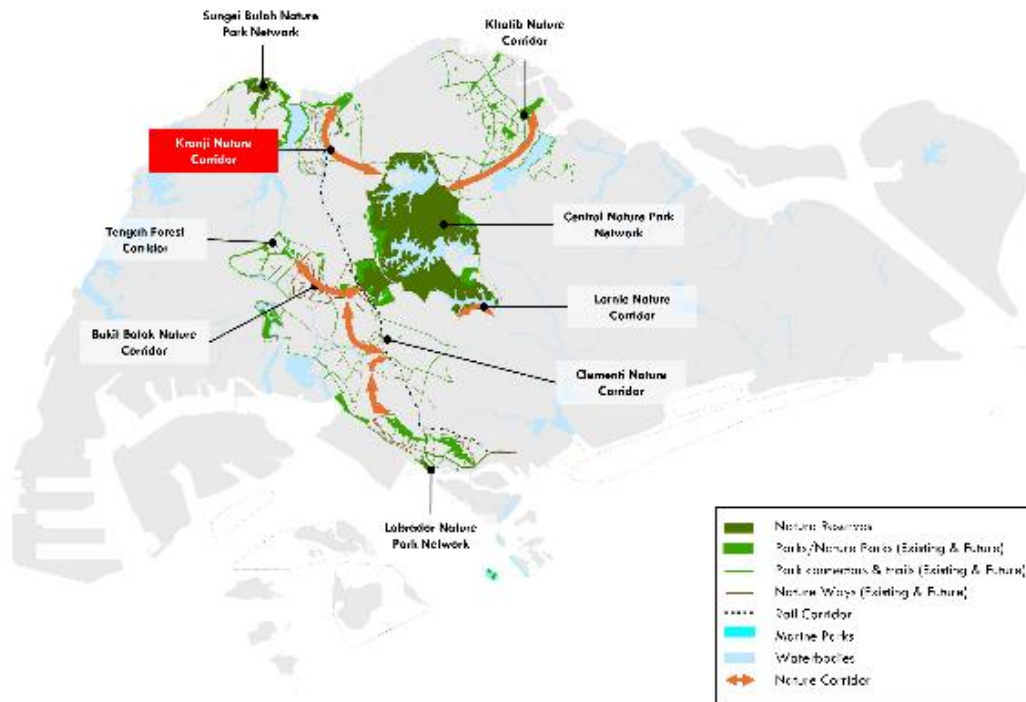 Sungei Buloh Nature
Park Network
Khatib Nature
Corridor
Kranji Nature
Corridor
Central Nature Park
Network
Tengah Forest
Corridor
Lornie Nature
Corridor
Bukit Batok Nature
Corridor
Clementi Nature
Corridor
Labrador Nature
Park Network
Nature Reserves
Parks/Nature Parks (Existing & Future)
Park connectors & trails (Existing & Future)
Nature Ways (Existing & Future)
Rail Corridor
Marine Parks
Waterbodies
Nature Corridor